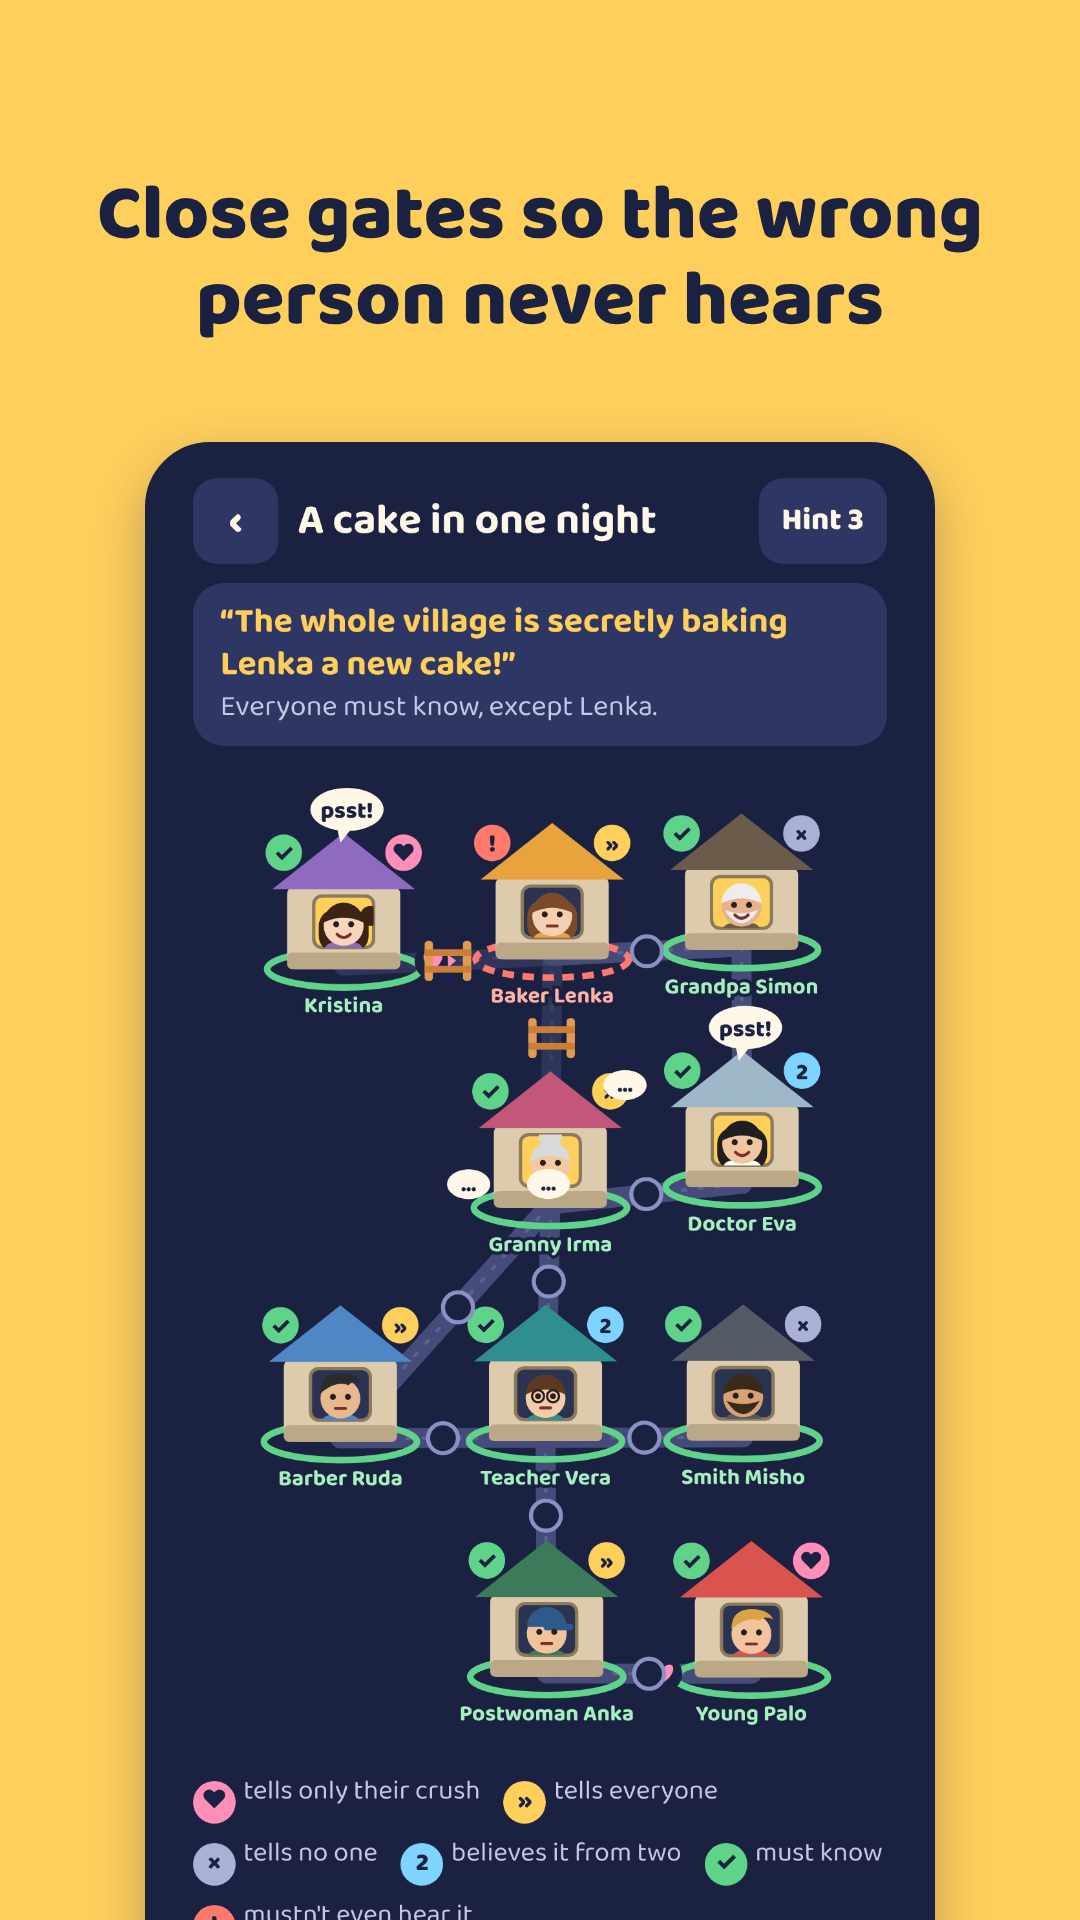 Close gates so the wrong
person never hears
‹ A cake in one night Hint 3
“The whole village is secretly baking
Lenka a new cake!”
Everyone must know, except Lenka.
psst!
! » ×
Kristina
Baker Lenka
Grandpa Simon
psst!
2
...
...
...
Granny Irma
Doctor Eva
» 2 ×
Barber Ruda
Teacher Vera
Smith Misho
»
Postwoman Anka
Young Palo
tells only their crush » tells everyone
× tells no one 2 believes it from two must know
mustn't even hear it